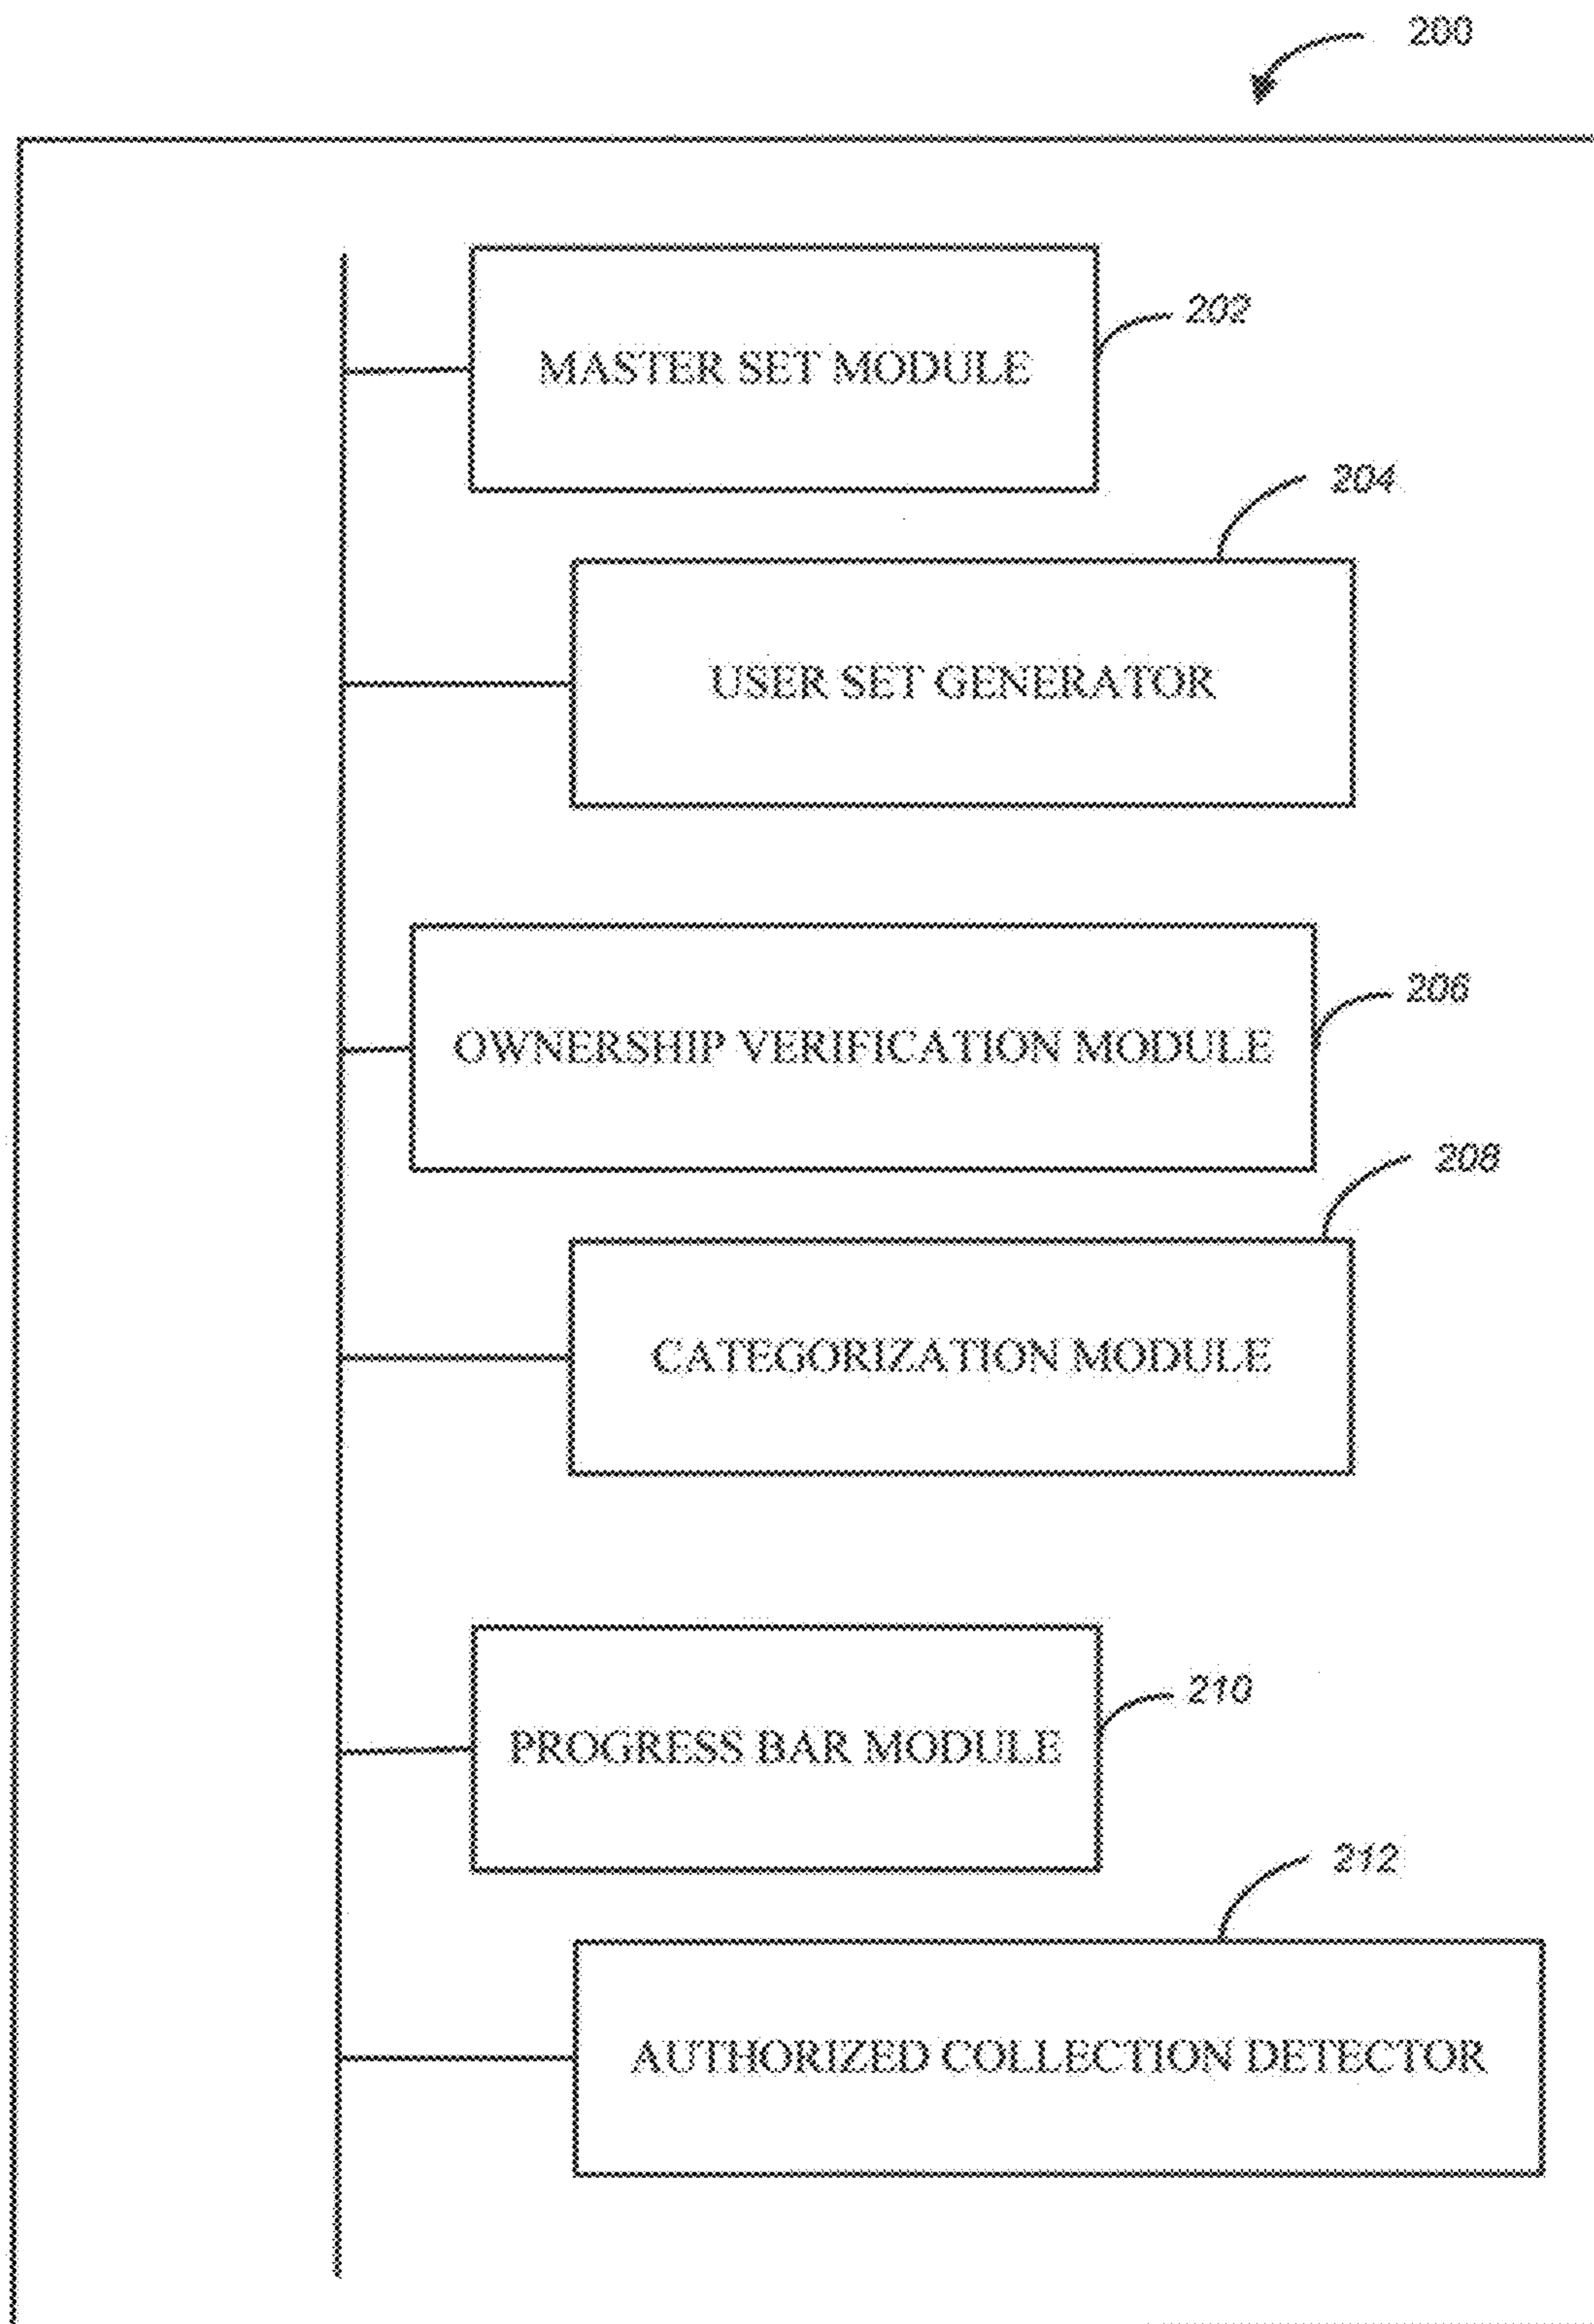 200
MASTER SET MODULE
202
204
USER SET GENERATOR
206
OWNERSHIP VERIFICATION MODULE
208
CATEGORIZATION MODULE
210
PROGRESS BAR MODULE
212
AUTHORIZED COLLECTION DETECTOR